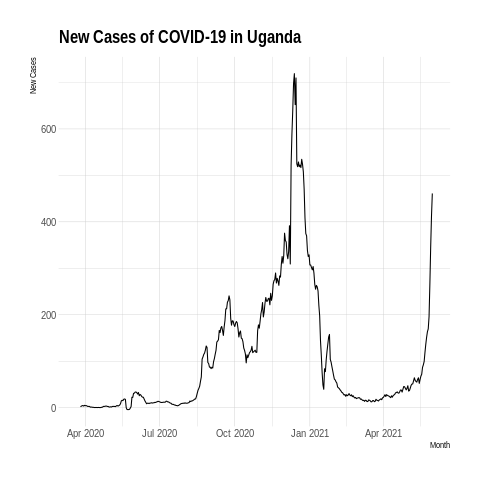 New Cases of COVID-19 in Uganda
New Cases
600
400
200
0
Apr 2020 Jul 2020 Oct 2020 Jan 2021 Apr 2021
Month